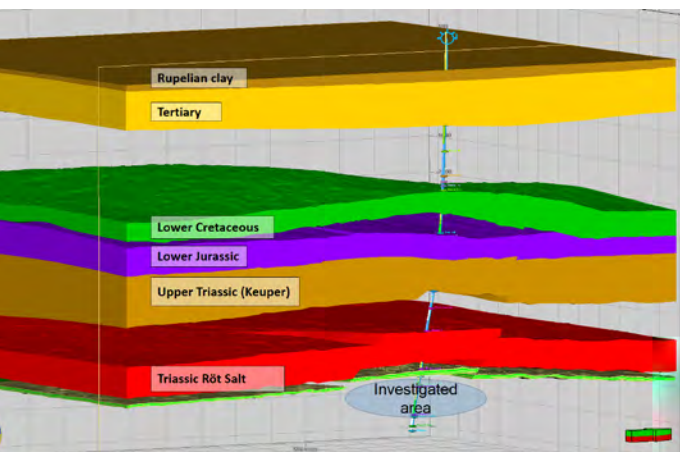 Rupelian clay
Tertiary
Lower Cretaceous
Lower Jurassic
Upper Triassic (Keuper)
Triassic Röt Salt
Investigated
area